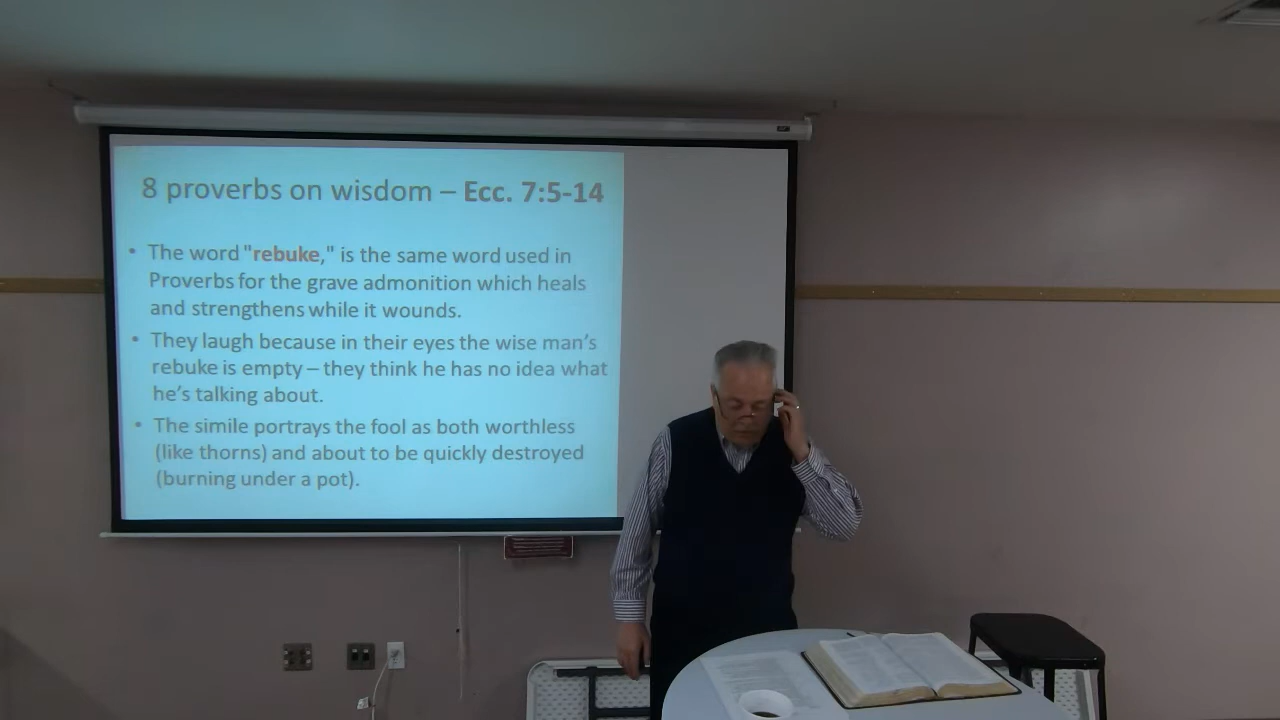 8 proverbs on wisdom – Ecc. 7:5-14
• The word "rebuke," is the same word used in
Proverbs for the grave admonition which heals
and strengthens while it wounds.
• They laugh because in their eyes the wise man's
rebuke is empty – they think he has no idea what
he's talking about.
• The simile portrays the fool as both worthless
(like thorns) and about to be quickly destroyed
(burning under a pot).